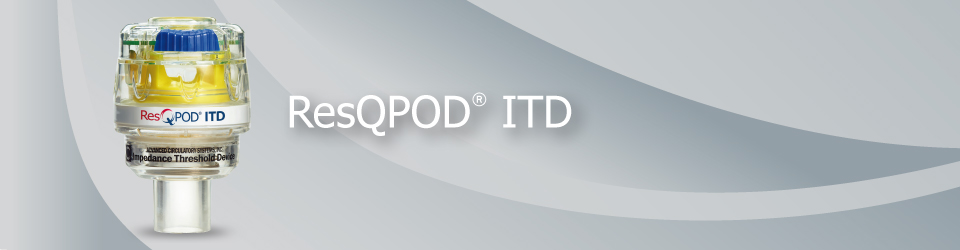 ResQPOD® ITD
ADVANCED CIRCULATORY SYSTEMS, INC.
Impedance Threshold Device
ResQPOD® ITD